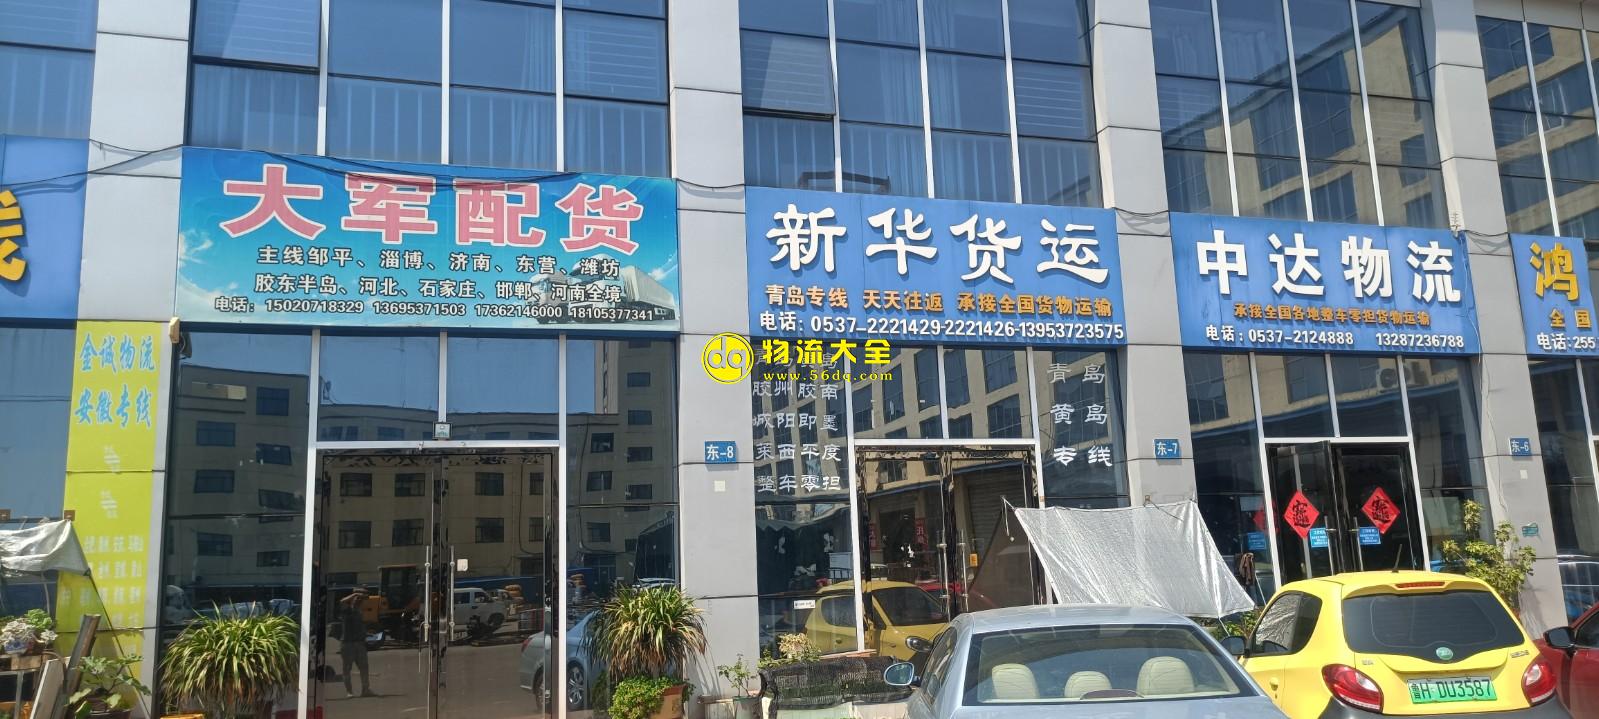 线
金诚物流
安徽专线
大军配货
主线邹平、淄博、济南、东营、潍坊
胶东半岛、河北、石家庄、邯郸、河南全境
电话：15020718329 13695371503 17362146000 18105377341
新华货运
青岛专线 天天往返 承接全国货物运输
电话：0537-2221429-2221426-13953723575
物流大全
www.56dq.com
胶州胶南
城阳即墨
莱西平度
整车零担
青岛
黄岛
专线
东-8
中达物流
承接全国各地整车零担货物运输
电话：0537-2124888 13287236788
东-7
东-6
鸿
全国
电话：255
鲁H·DU3587